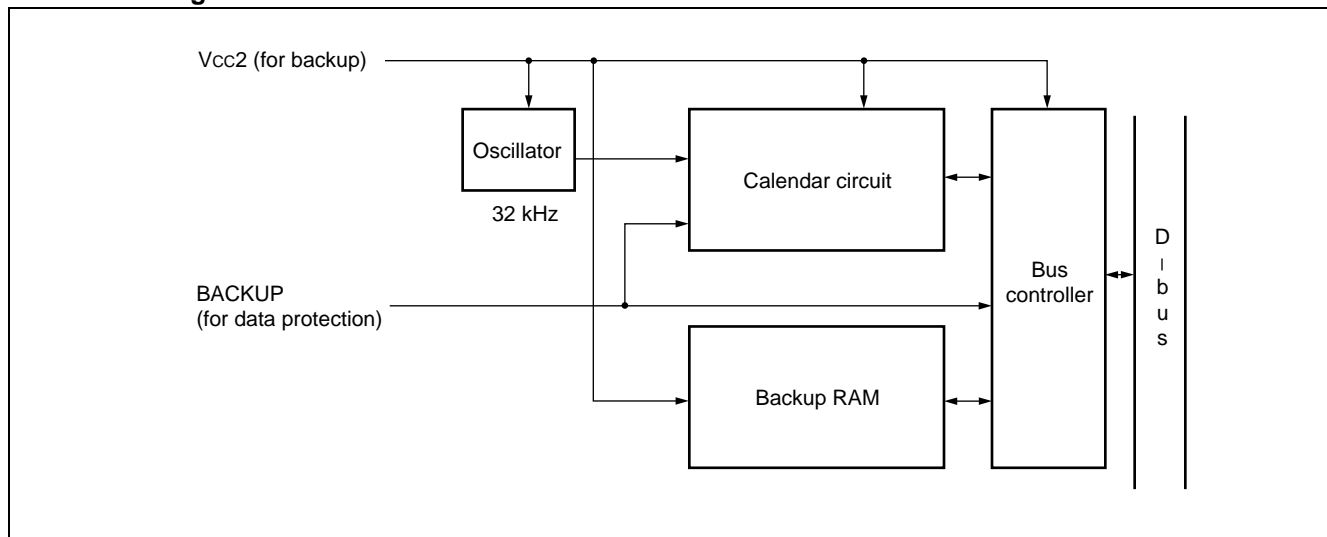 Vcc2 (for backup)
Oscillator
32 kHz
Calendar circuit
BACKUP
(for data protection)
Backup RAM
Bus
controller
D
–
b
u
s